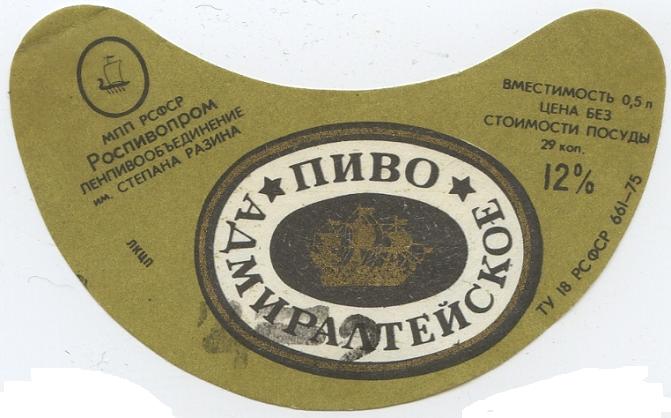 МПП РСФСР
Роспивопром
ЛЕНПИВООБЪЕДИНЕНИЕ
им. СТЕПАНА РАЗИНА
ЛКЦП
★ ПИВО ★
АДМИРАЛТЕЙСКОЕ
ВМЕСТИМОСТЬ 0,5 л
ЦЕНА БЕЗ
СТОИМОСТИ ПОСУДЫ
29 коп.
12%
ТУ 18 РСФСР 661—75